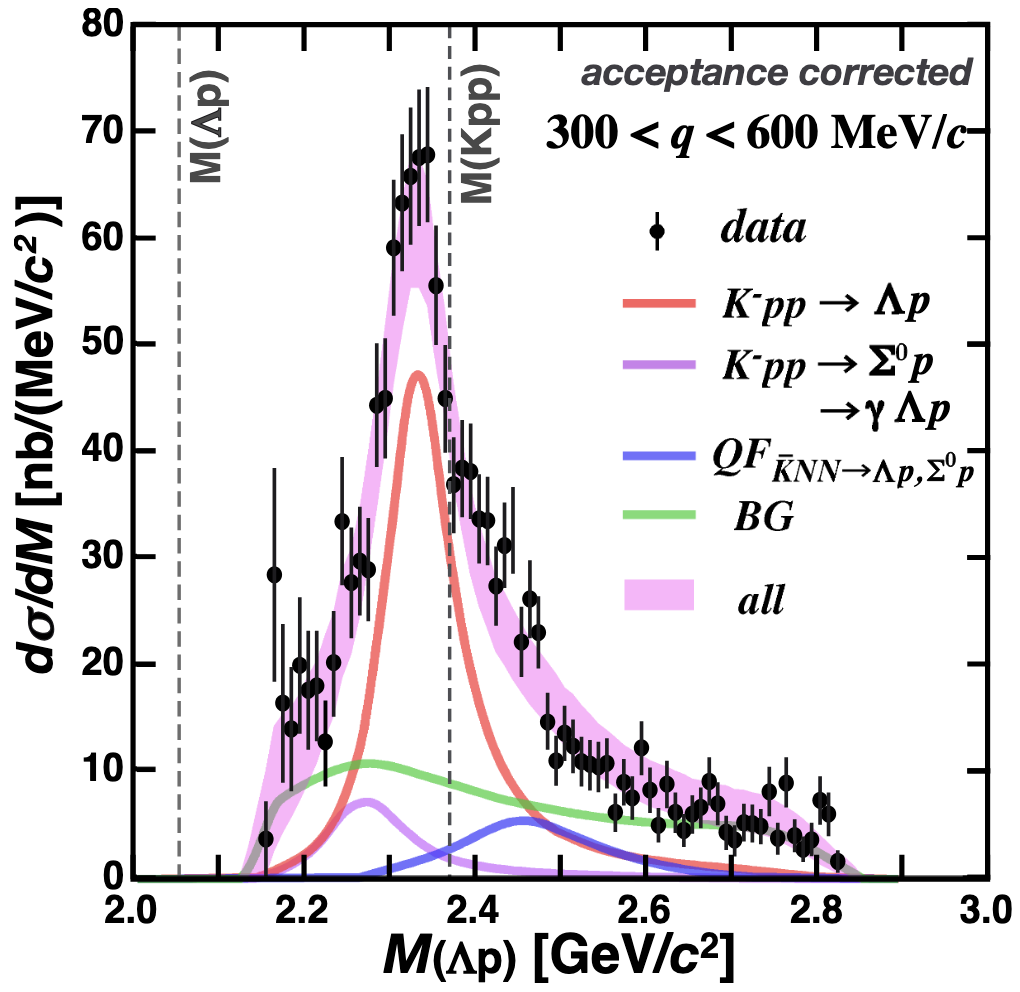 acceptance corrected
300 < q < 600 MeV/c
M(Λp)
M(Kpp)
data
K⁻pp → Λp
K⁻pp → Σ⁰p
→ γ Λp
QF K̄NN→Λp,Σ⁰p
BG
all
dσ/dM [nb/(MeV/c²)]
80
70
60
50
40
30
20
10
0
2.0 2.2 2.4 2.6 2.8 3.0
M(Λp) [GeV/c²]